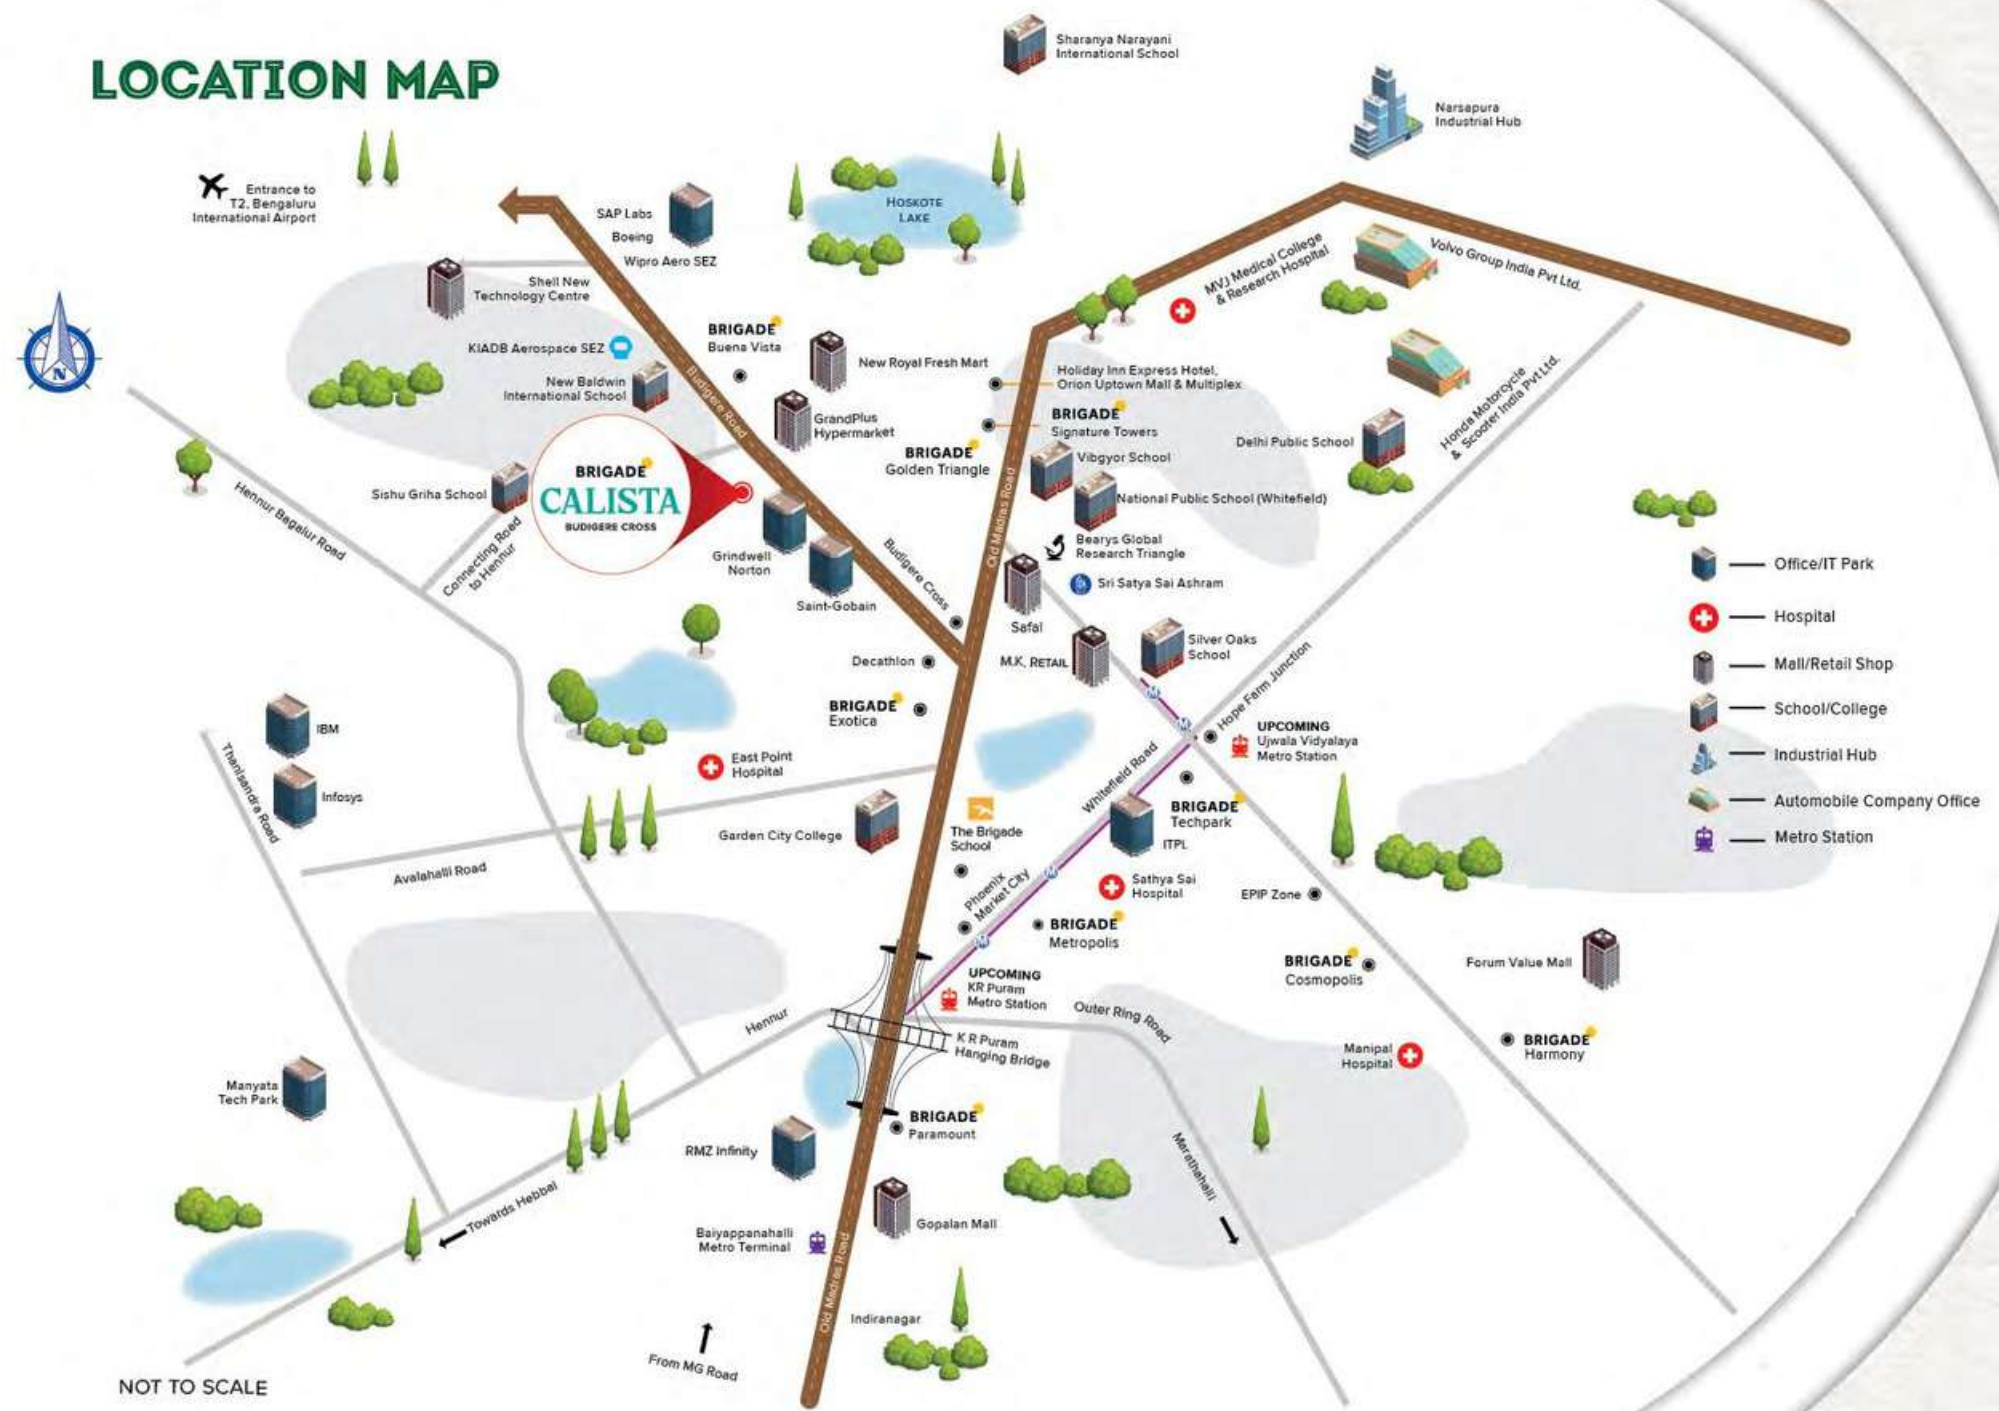 LOCATION MAP
Sharanya Narayani
International School
Narsapura
Industrial Hub
Entrance to
T2, Bengaluru
International Airport
SAP Labs
Boeing
Wipro Aero SEZ
HOSKOTE
LAKE
MVJ Medical College
& Research Hospital
Volvo Group India Pvt Ltd.
Shell New
Technology Centre
KIADB Aerospace SEZ
New Baldwin
International School
BRIGADE
Buena Vista
New Royal Fresh Mart
GrandPlus
Hypermarket
Budigere Road
Holiday Inn Express Hotel,
Orion Uptown Mall & Multiplex
BRIGADE
Signature Towers
BRIGADE
Golden Triangle
Vibgyor School
National Public School (Whitefield)
Delhi Public School
Honda Motorcycle
& Scooter India Pvt Ltd.
N
Hennur Bagalur Road
Sishu Griha School
BRIGADE
CALISTA
BUDIGERE CROSS
Connecting Road
to Hennur
Grindwell
Norton
Saint-Gobain
Budigere Cross
Old Madras Road
Bearys Global
Research Triangle
Sri Satya Sai Ashram
Safal
M.K. RETAIL
Silver Oaks
School
Decathlon
BRIGADE
Exotica
Hope Farm Junction
UPCOMING
Ujwala Vidyalaya
Metro Station
Office/IT Park
Hospital
Mall/Retail Shop
School/College
Industrial Hub
Automobile Company Office
Metro Station
IBM
Infosys
Thanisandra Road
East Point
Hospital
Avalahalli Road
Garden City College
The Brigade
School
Whitefield Road
M
M
M
M
BRIGADE
Techpark
ITPL
Phoenix
Market City
Sathya Sai
Hospital
BRIGADE
Metropolis
EPIP Zone
BRIGADE
Cosmopolis
Forum Value Mall
UPCOMING
KR Puram
Metro Station
Hennur
K R Puram
Hanging Bridge
Outer Ring Road
Manipal
Hospital
BRIGADE
Harmony
Manyata
Tech Park
RMZ Infinity
BRIGADE
Paramount
Marathahalli
Towards Hebbal
Baiyappanahalli
Metro Terminal
Gopalan Mall
Old Madras Road
Indiranagar
From MG Road
NOT TO SCALE